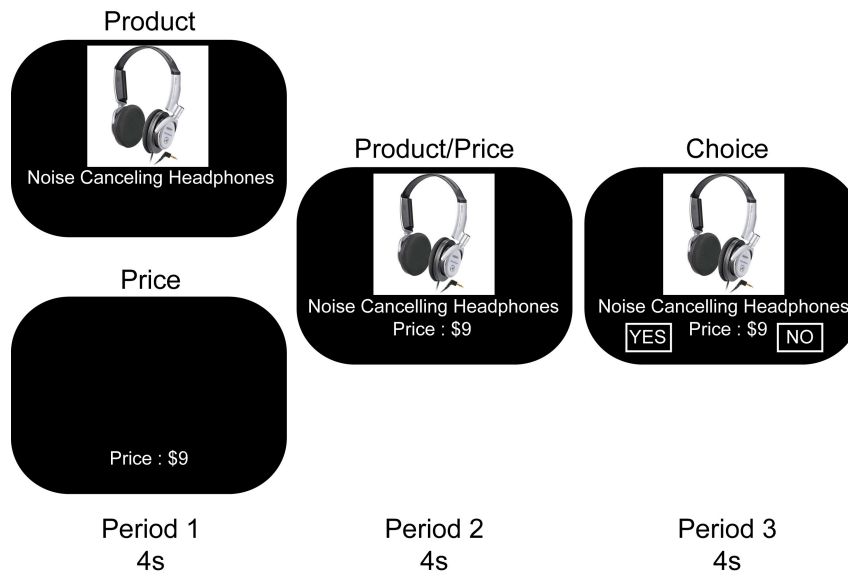 Product
Noise Canceling Headphones
Price
Price : $9
Product/Price
Noise Cancelling Headphones
Price : $9
Choice
Noise Cancelling Headphones
YES Price : $9 NO
Period 1
4s
Period 2
4s
Period 3
4s